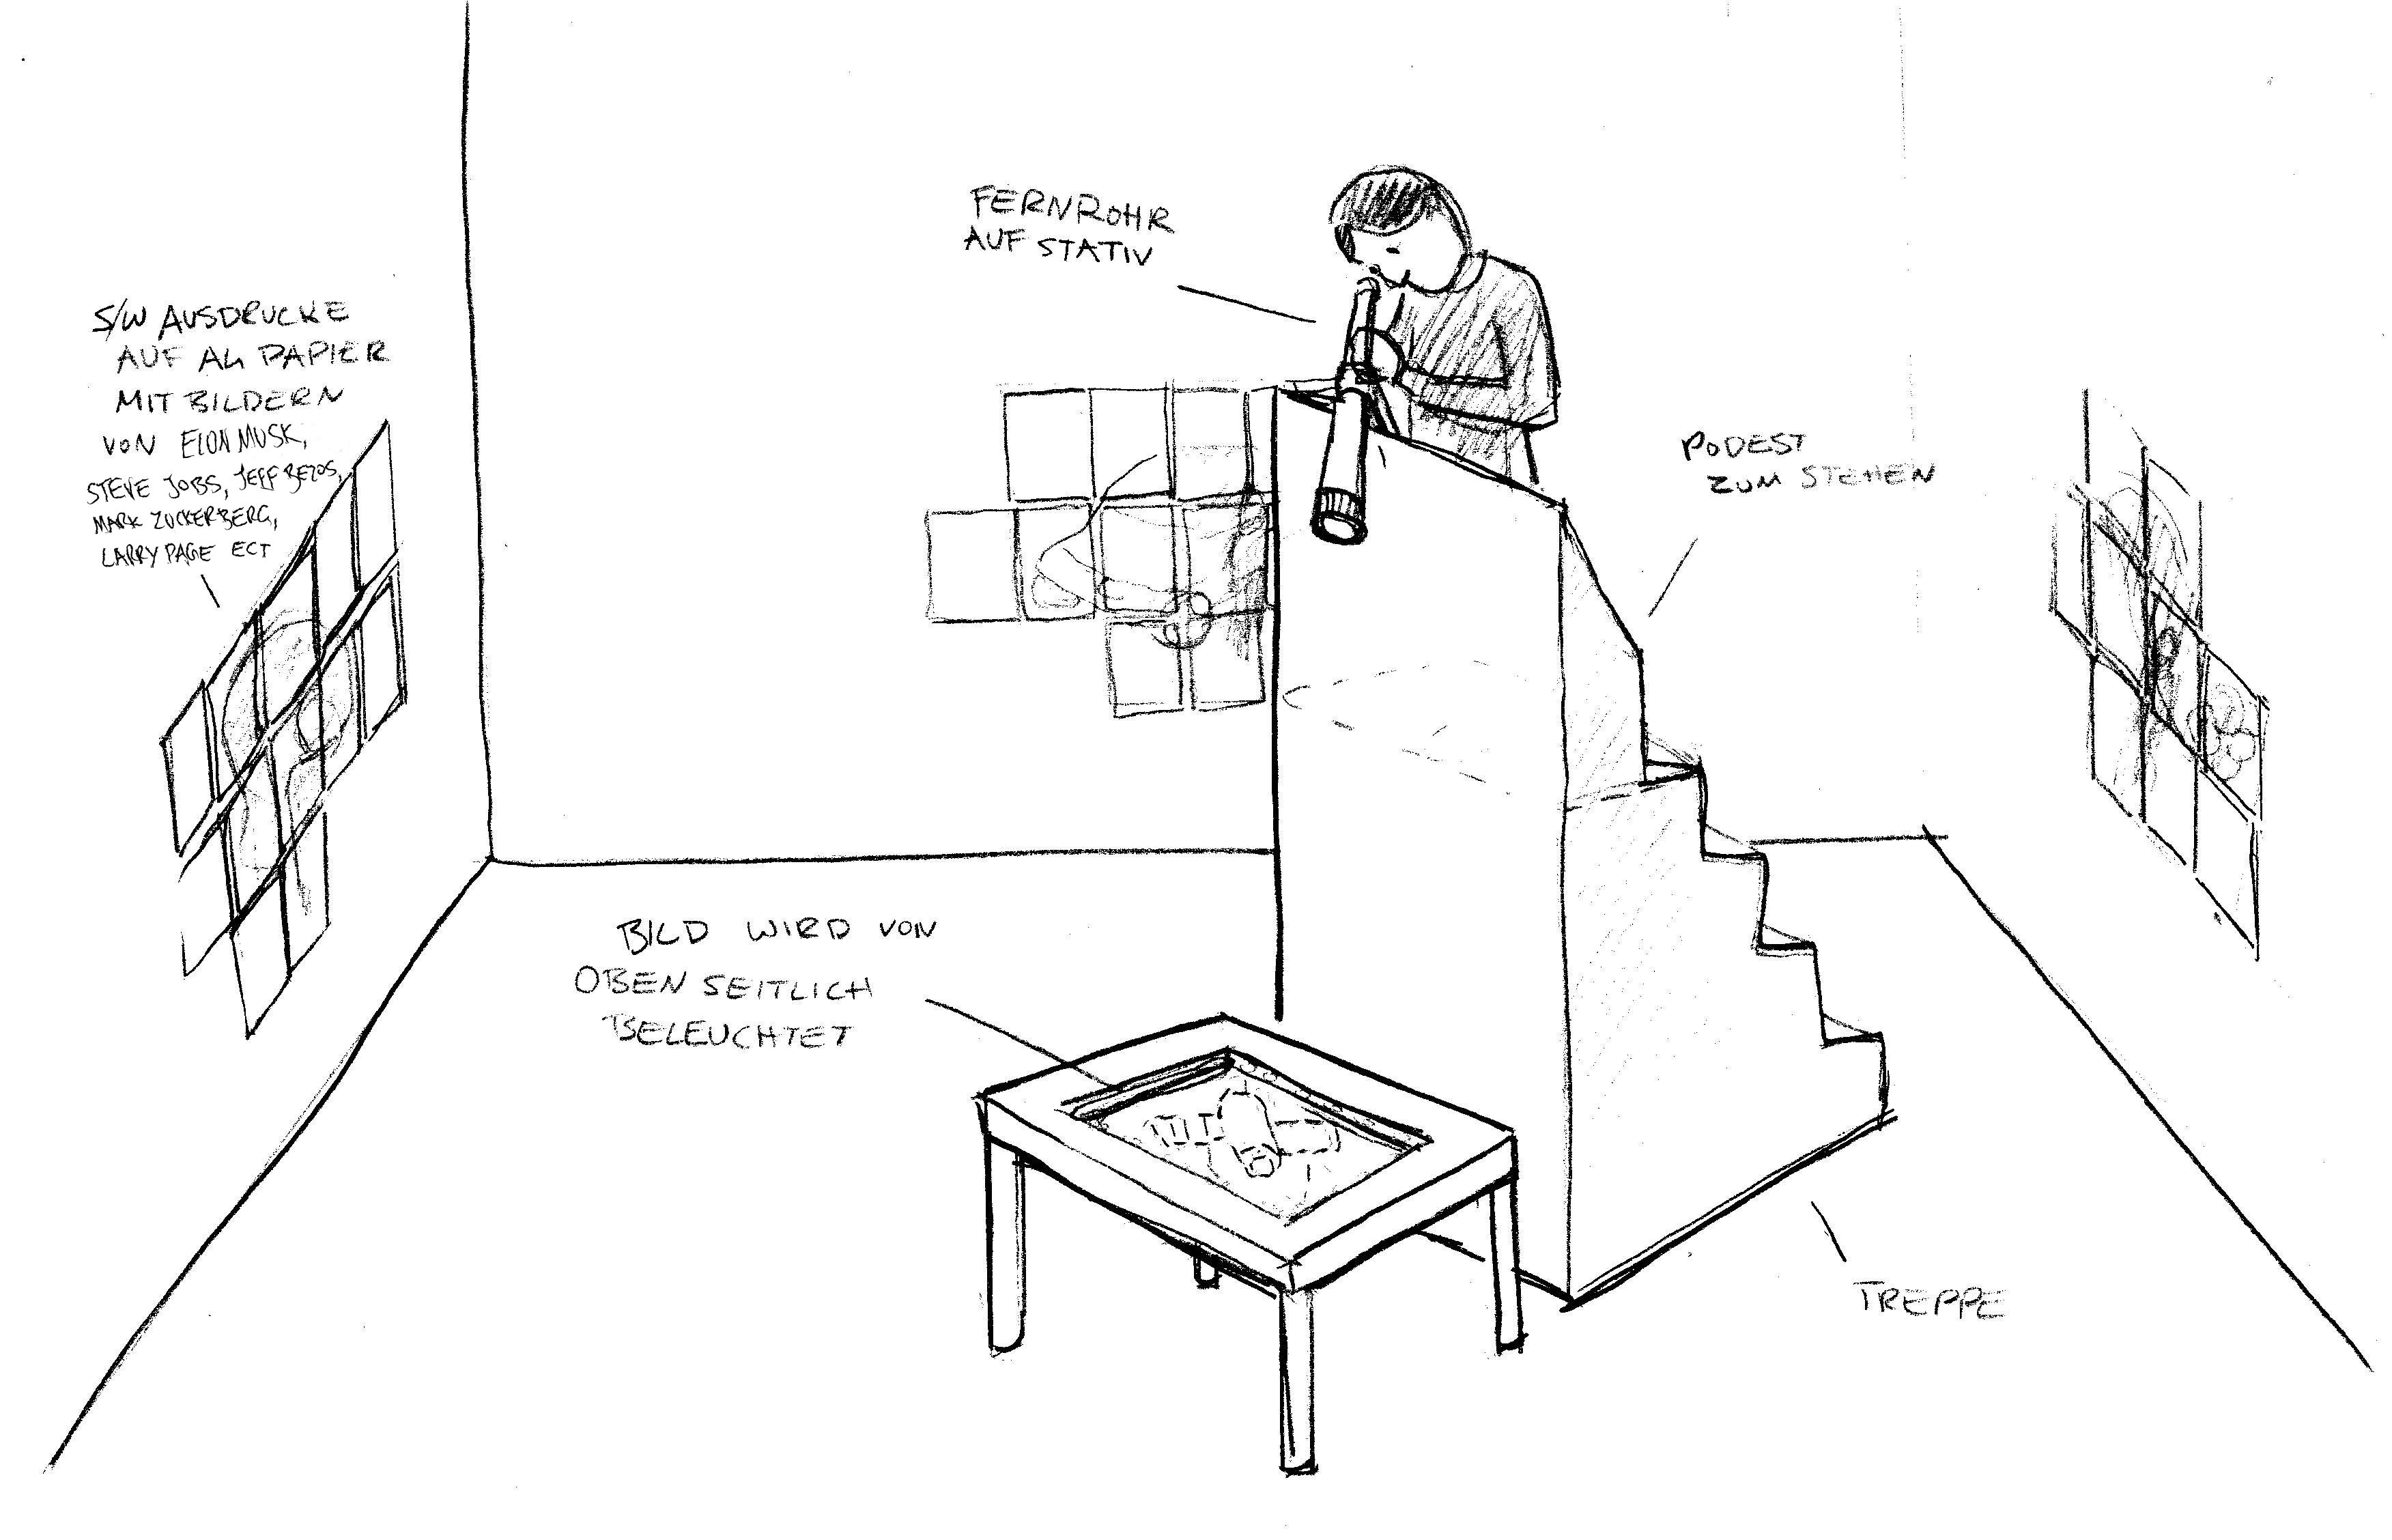 FERNROHR
AUF STATIV
S/W AUSDRUCKE
AUF A4 PAPIER
MIT BILDERN
VON ELON MUSK,
STEVE JOBS, JEFF BEZOS,
MARK ZUCKERBERG,
LARRY PAGE ECT
PODEST
ZUM STEHEN
BILD WIRD VON
OBEN SEITLICH
BELEUCHTET
TREPPE